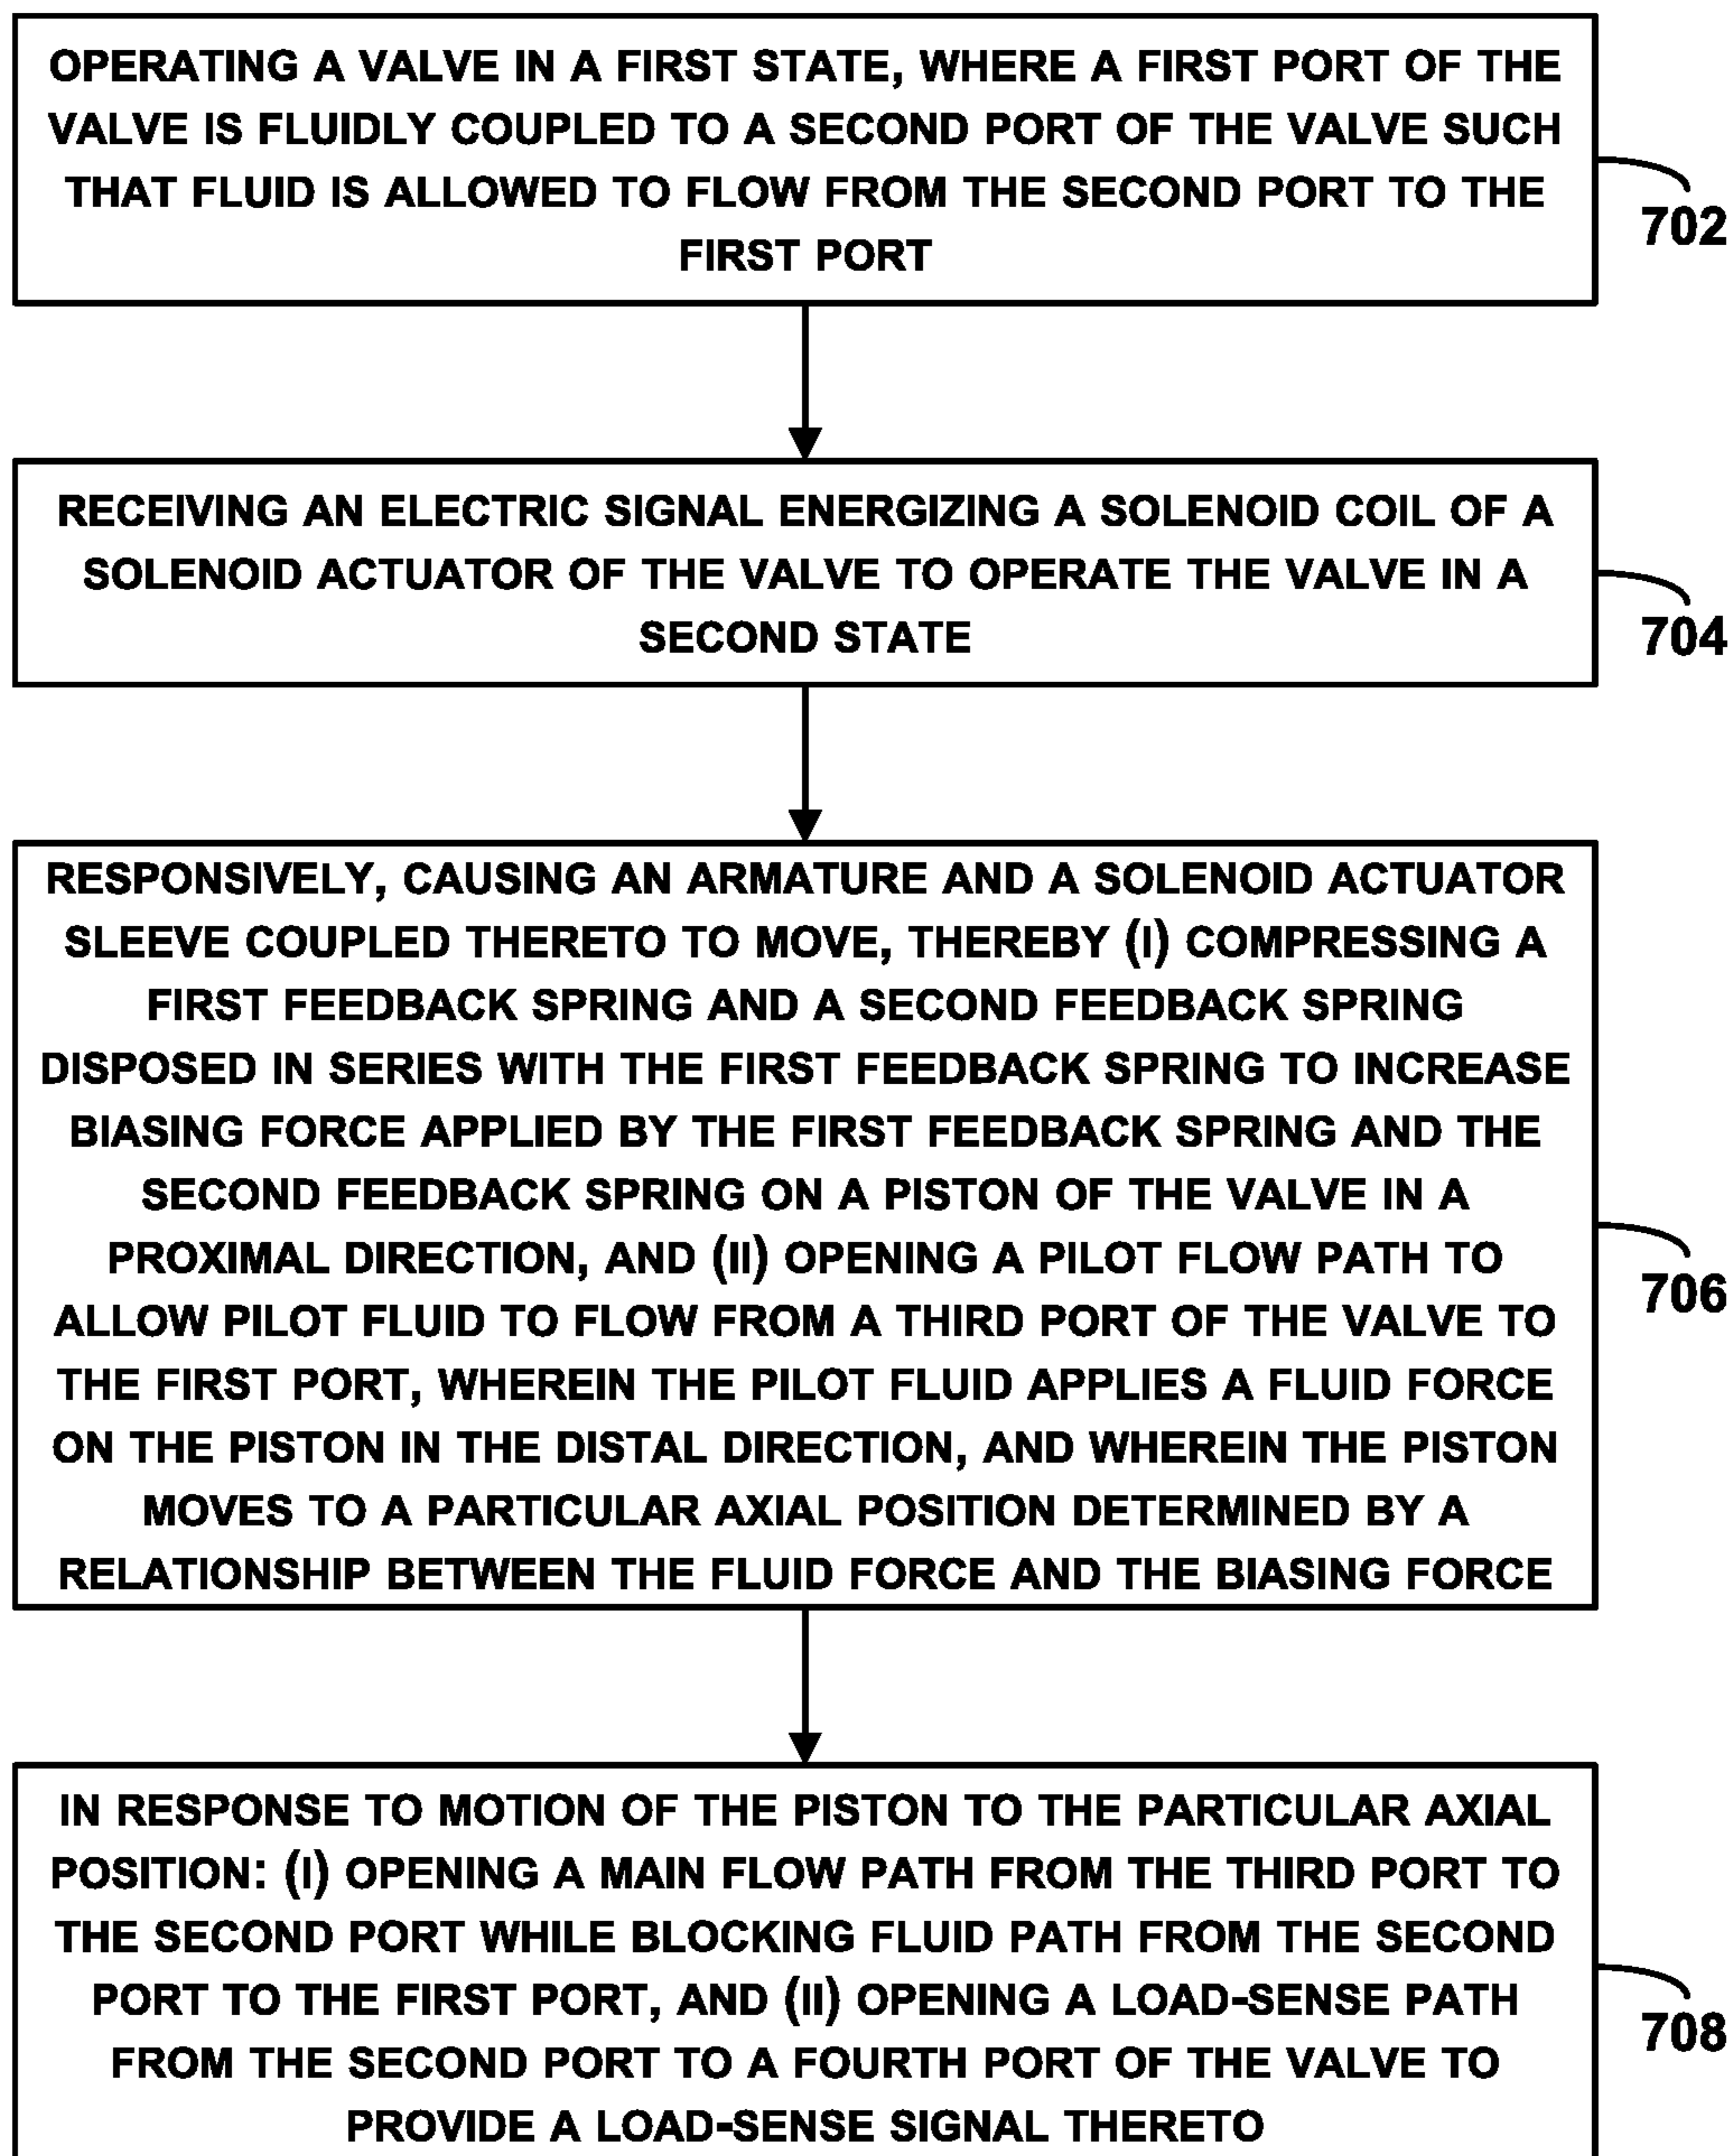 OPERATING A VALVE IN A FIRST STATE, WHERE A FIRST PORT OF THE
VALVE IS FLUIDLY COUPLED TO A SECOND PORT OF THE VALVE SUCH
THAT FLUID IS ALLOWED TO FLOW FROM THE SECOND PORT TO THE
FIRST PORT
702
RECEIVING AN ELECTRIC SIGNAL ENERGIZING A SOLENOID COIL OF A
SOLENOID ACTUATOR OF THE VALVE TO OPERATE THE VALVE IN A
SECOND STATE
704
RESPONSIVELY, CAUSING AN ARMATURE AND A SOLENOID ACTUATOR
SLEEVE COUPLED THERETO TO MOVE, THEREBY (I) COMPRESSING A
FIRST FEEDBACK SPRING AND A SECOND FEEDBACK SPRING
DISPOSED IN SERIES WITH THE FIRST FEEDBACK SPRING TO INCREASE
BIASING FORCE APPLIED BY THE FIRST FEEDBACK SPRING AND THE
SECOND FEEDBACK SPRING ON A PISTON OF THE VALVE IN A
PROXIMAL DIRECTION, AND (II) OPENING A PILOT FLOW PATH TO
ALLOW PILOT FLUID TO FLOW FROM A THIRD PORT OF THE VALVE TO
THE FIRST PORT, WHEREIN THE PILOT FLUID APPLIES A FLUID FORCE
ON THE PISTON IN THE DISTAL DIRECTION, AND WHEREIN THE PISTON
MOVES TO A PARTICULAR AXIAL POSITION DETERMINED BY A
RELATIONSHIP BETWEEN THE FLUID FORCE AND THE BIASING FORCE
706
IN RESPONSE TO MOTION OF THE PISTON TO THE PARTICULAR AXIAL
POSITION: (I) OPENING A MAIN FLOW PATH FROM THE THIRD PORT TO
THE SECOND PORT WHILE BLOCKING FLUID PATH FROM THE SECOND
PORT TO THE FIRST PORT, AND (II) OPENING A LOAD-SENSE PATH
FROM THE SECOND PORT TO A FOURTH PORT OF THE VALVE TO
PROVIDE A LOAD-SENSE SIGNAL THERETO
708